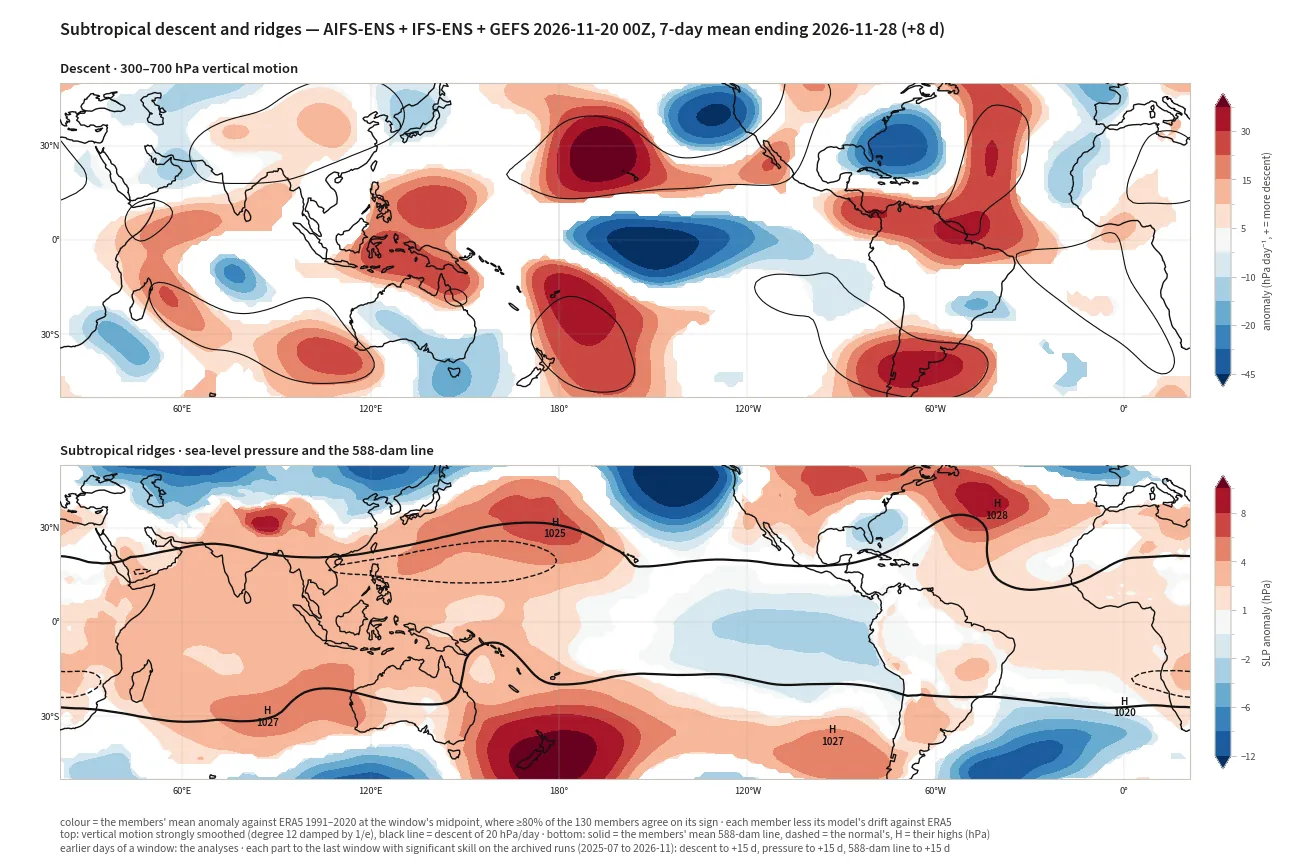 Subtropical descent and ridges — AIFS-ENS + IFS-ENS + GEFS 2026-11-20 00Z, 7-day mean ending 2026-11-28 (+8 d)
Descent · 300–700 hPa vertical motion
30°N
0°
30°S
60°E
120°E
180°
120°W
60°W
0°
30
15
5
−10
−20
−45
anomaly (hPa day⁻¹, + = more descent)
Subtropical ridges · sea-level pressure and the 588-dam line
30°N
0°
30°S
H
1025
H
1028
H
1027
H
1027
H
1020
60°E
120°E
180°
120°W
60°W
0°
8
4
1
−2
−6
−12
SLP anomaly (hPa)
colour = the members' mean anomaly against ERA5 1991–2020 at the window's midpoint, where ≥80% of the 130 members agree on its sign · each member less its model's drift against ERA5
top: vertical motion strongly smoothed (degree 12 damped by 1/e), black line = descent of 20 hPa/day · bottom: solid = the members' mean 588-dam line, dashed = the normal's, H = their highs (hPa)
earlier days of a window: the analyses · each part to the last window with significant skill on the archived runs (2025-07 to 2026-11): descent to +15 d, pressure to +15 d, 588-dam line to +15 d